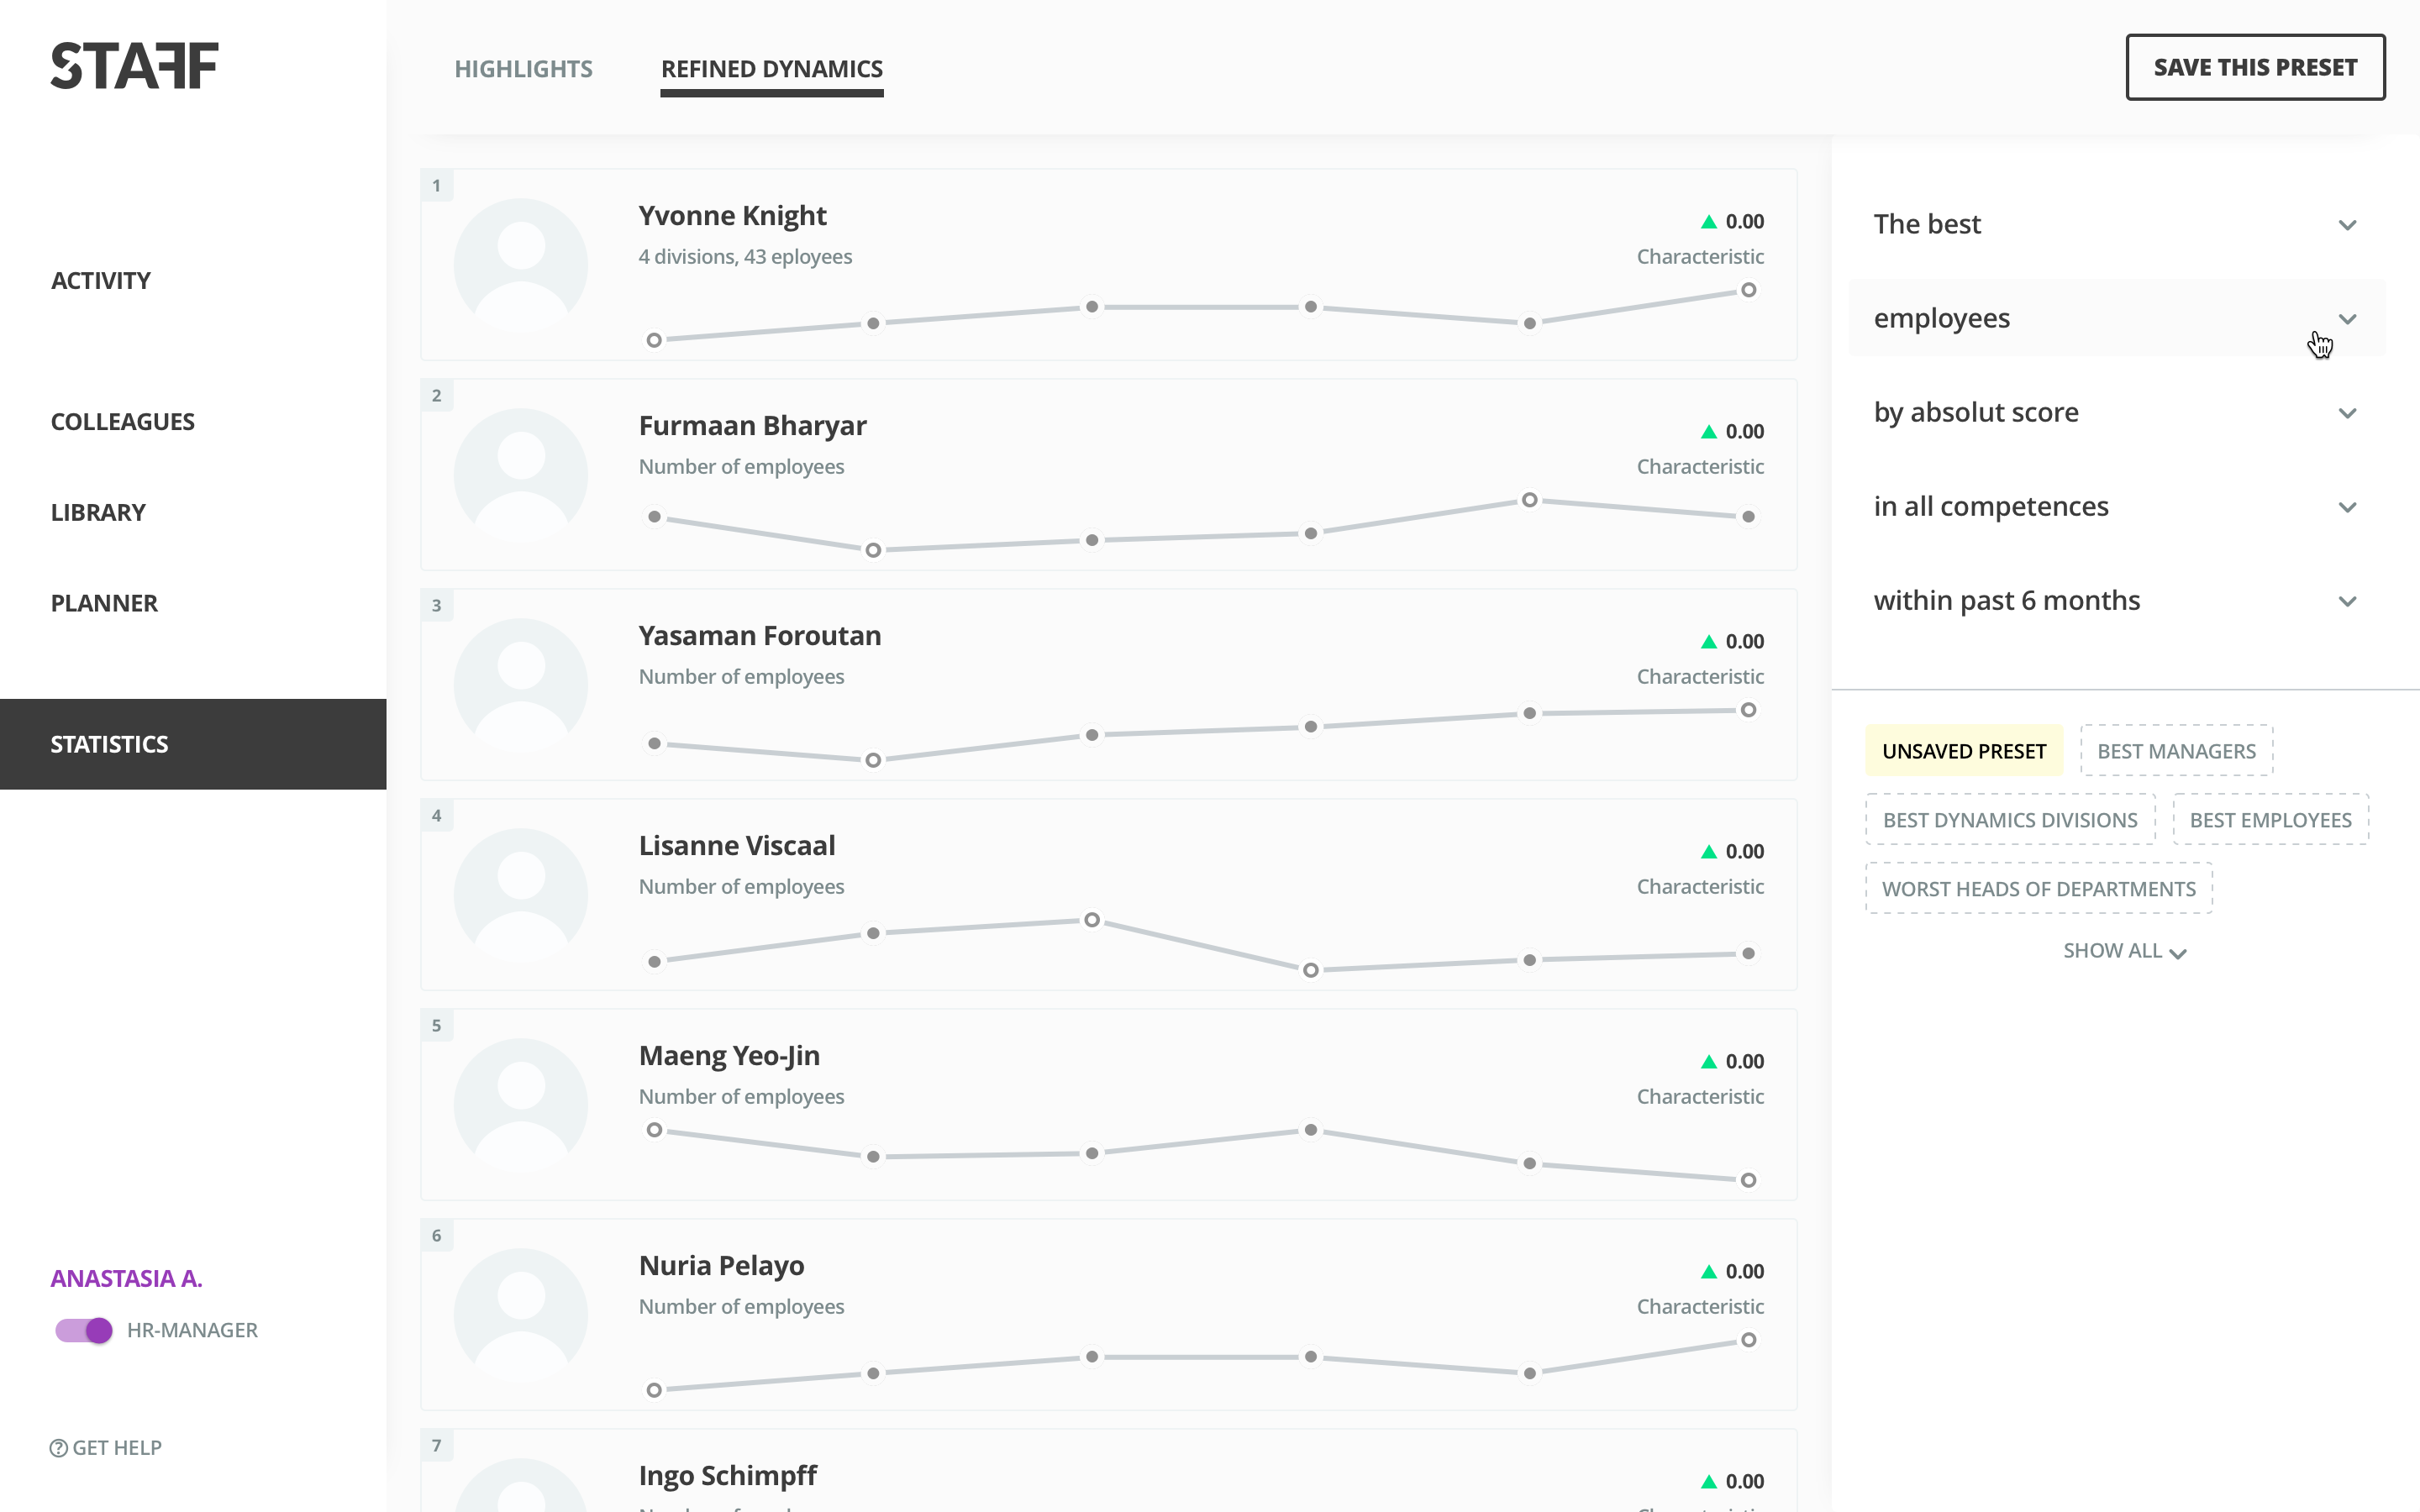 STAFF
ACTIVITY
COLLEAGUES
LIBRARY
PLANNER
STATISTICS
ANASTASIA A.
HR-MANAGER
? GET HELP
HIGHLIGHTS
REFINED DYNAMICS
SAVE THIS PRESET
1
Yvonne Knight
4 divisions, 43 eployees
0.00
Characteristic
2
Furmaan Bharyar
Number of employees
0.00
Characteristic
3
Yasaman Foroutan
Number of employees
0.00
Characteristic
4
Lisanne Viscaal
Number of employees
0.00
Characteristic
5
Maeng Yeo-Jin
Number of employees
0.00
Characteristic
6
Nuria Pelayo
Number of employees
0.00
Characteristic
7
Ingo Schimpff
0.00
The best
employees
by absolut score
in all competences
within past 6 months
UNSAVED PRESET
BEST MANAGERS
BEST DYNAMICS DIVISIONS
BEST EMPLOYEES
WORST HEADS OF DEPARTMENTS
SHOW ALL